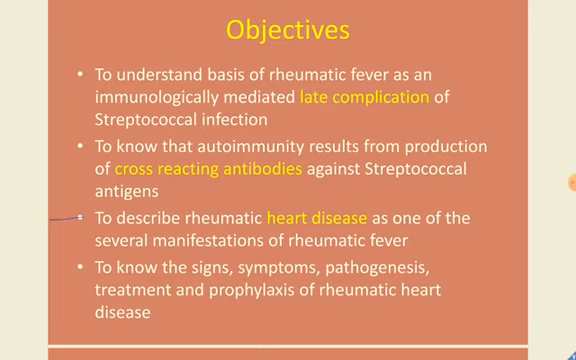 Objectives
• To understand basis of rheumatic fever as an
immunologically mediated late complication of
Streptococcal infection
• To know that autoimmunity results from production
of cross reacting antibodies against Streptococcal
antigens
• To describe rheumatic heart disease as one of the
several manifestations of rheumatic fever
• To know the signs, symptoms, pathogenesis,
treatment and prophylaxis of rheumatic heart
disease